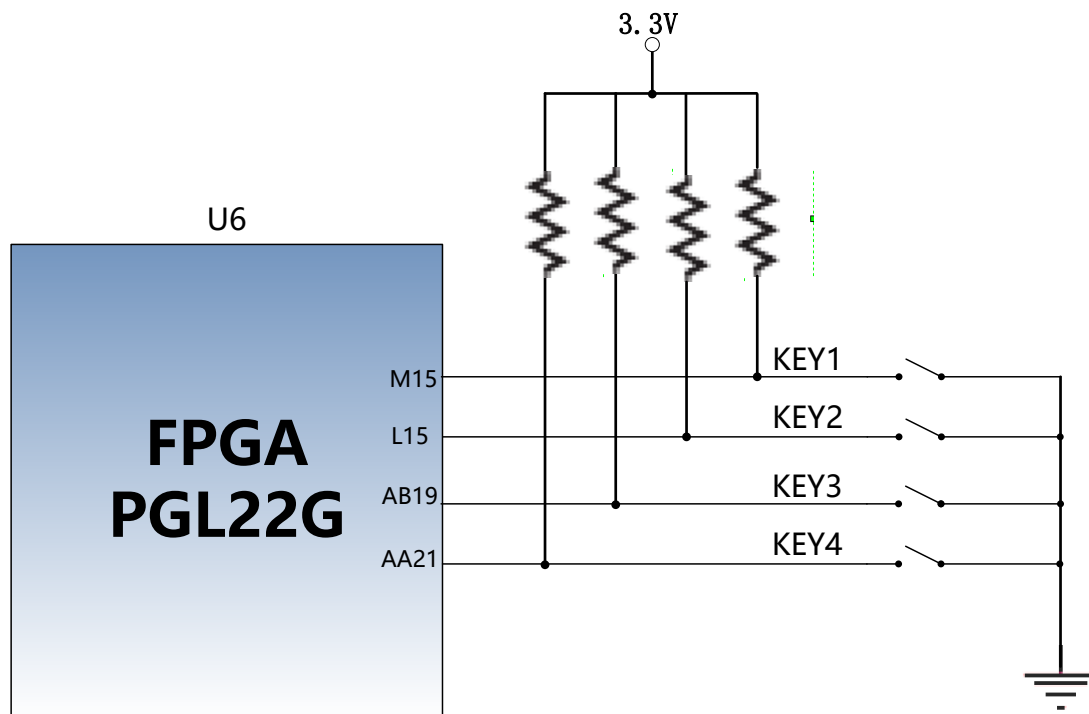 3.3V
U6
M15
KEY1
L15
KEY2
FPGA
PGL22G
AB19
KEY3
AA21
KEY4